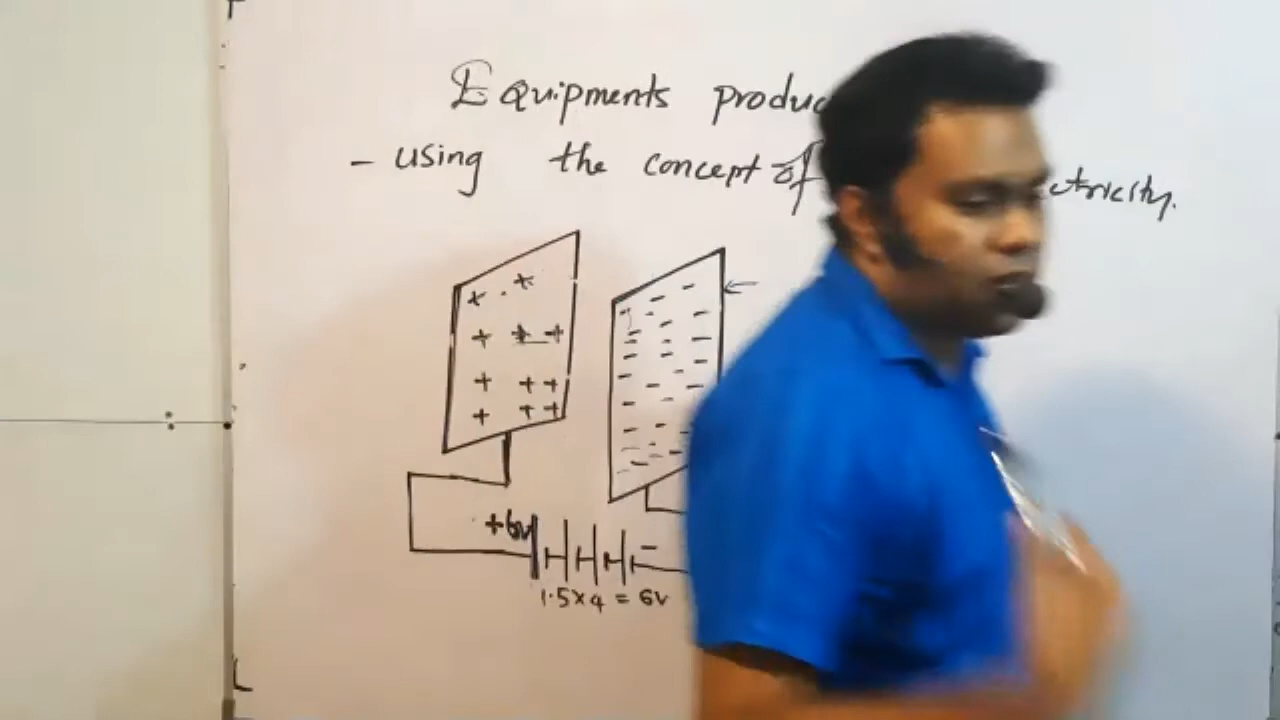 Equipments produc
- using the concept of ctricity.
+6v
1.5x4 = 6v